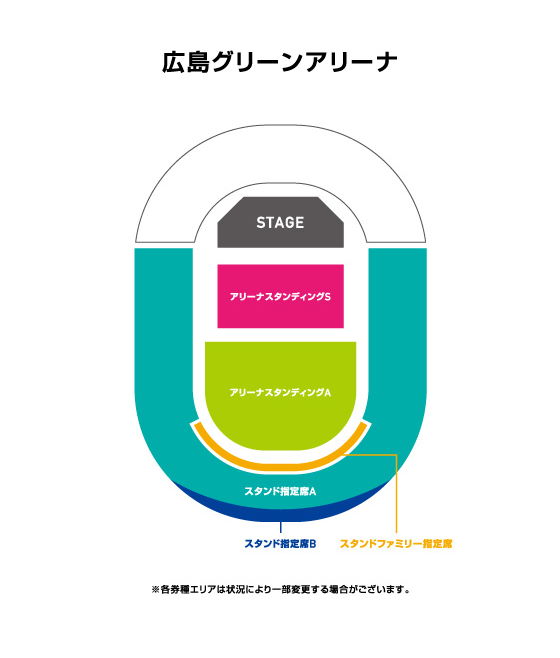 広島グリーンアリーナ
STAGE
アリーナスタンディングS
アリーナスタンディングA
スタンド指定席A
スタンド指定席B
スタンドファミリー指定席
※各券種エリアは状況により一部変更する場合がございます。